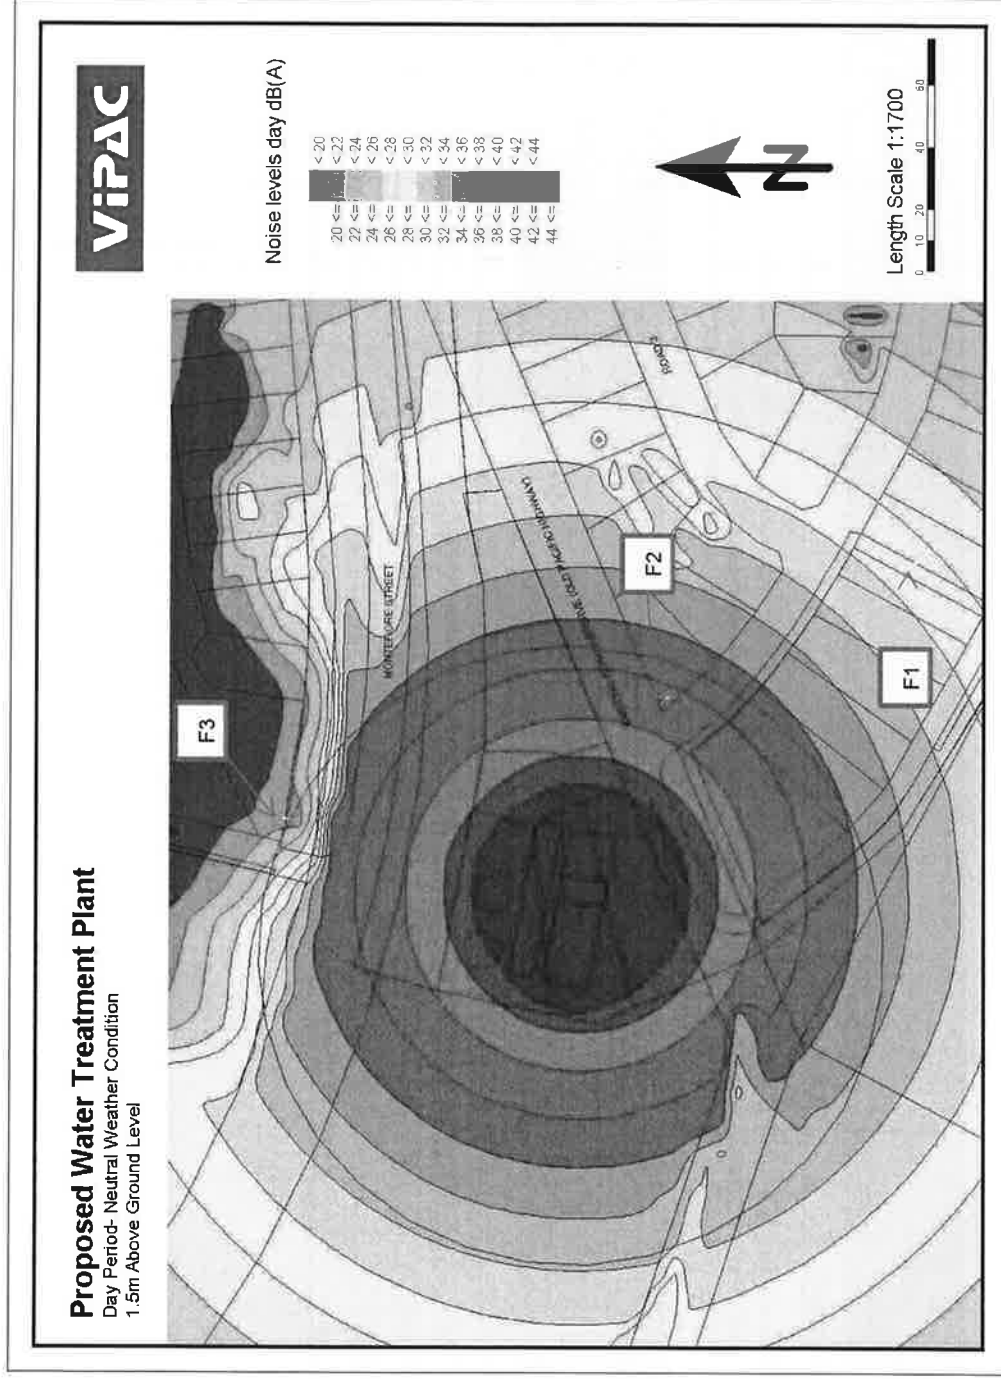 Proposed Water Treatment Plant
Day Period- Neutral Weather Condition
1.5m Above Ground Level
ViPAC
Noise levels day dB(A)
< 20
20 <= < 22
22 <= < 24
24 <= < 26
26 <= < 28
28 <= < 30
30 <= < 32
32 <= < 34
34 <= < 36
36 <= < 38
38 <= < 40
40 <= < 42
42 <= < 44
44 <=
N
Length Scale 1:1700
0 10 20 40 60
F3
F2
F1
MONTEFIORE STREET
(OLD PACIFIC HIGHWAY)